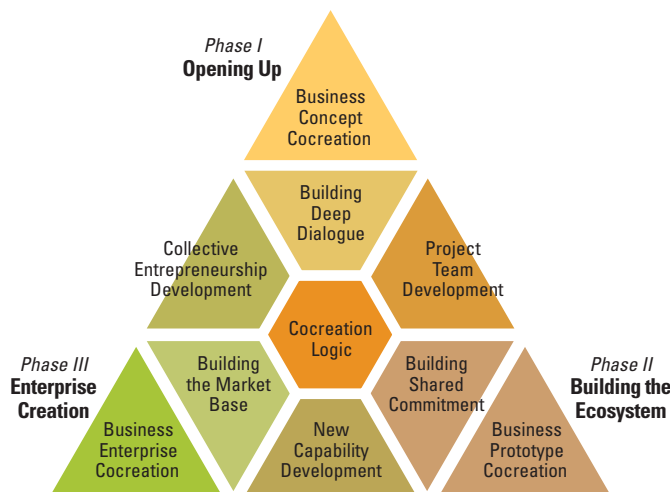 Phase I
Opening Up
Business
Concept
Cocreation
Building
Deep
Dialogue
Collective
Entrepreneurship
Development
Project
Team
Development
Cocreation
Logic
Phase III
Enterprise
Creation
Building
the Market
Base
Building
Shared
Commitment
Phase II
Building the
Ecosystem
Business
Enterprise
Cocreation
New
Capability
Development
Business
Prototype
Cocreation